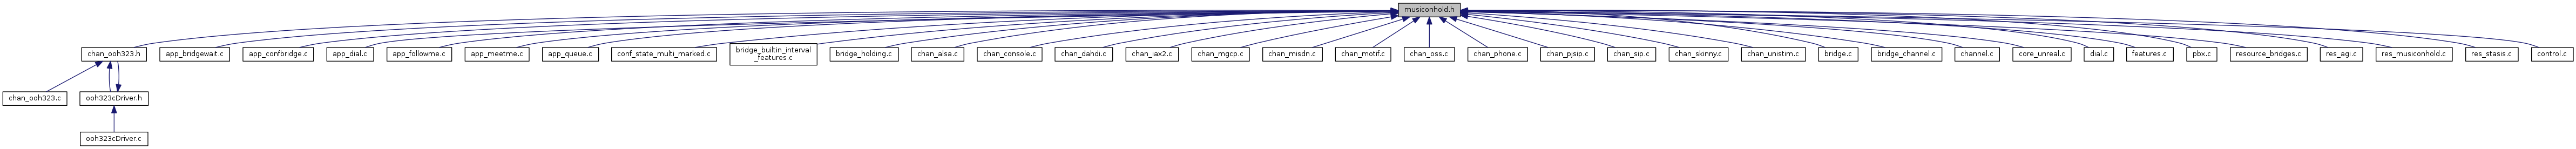 musiconhold.h
chan_ooh323.h
app_bridgewait.c
app_confbridge.c
app_dial.c
app_followme.c
app_meetme.c
app_queue.c
conf_state_multi_marked.c
bridge_builtin_interval
_features.c
bridge_holding.c
chan_alsa.c
chan_console.c
chan_dahdi.c
chan_iax2.c
chan_mgcp.c
chan_misdn.c
chan_motif.c
chan_oss.c
chan_phone.c
chan_pjsip.c
chan_sip.c
chan_skinny.c
chan_unistim.c
bridge.c
bridge_channel.c
channel.c
core_unreal.c
dial.c
features.c
pbx.c
resource_bridges.c
res_agi.c
res_musiconhold.c
res_stasis.c
control.c
chan_ooh323.c
ooh323cDriver.h
ooh323cDriver.c